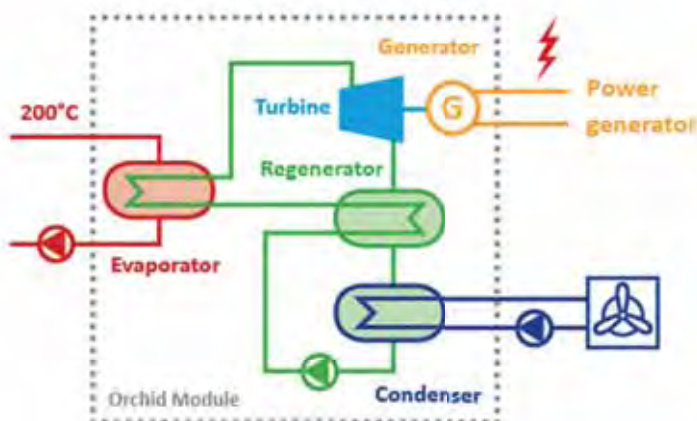 Generator
200°C
Turbine
G
Power
generator
Regenerator
Evaporator
Orchid Module
Condenser